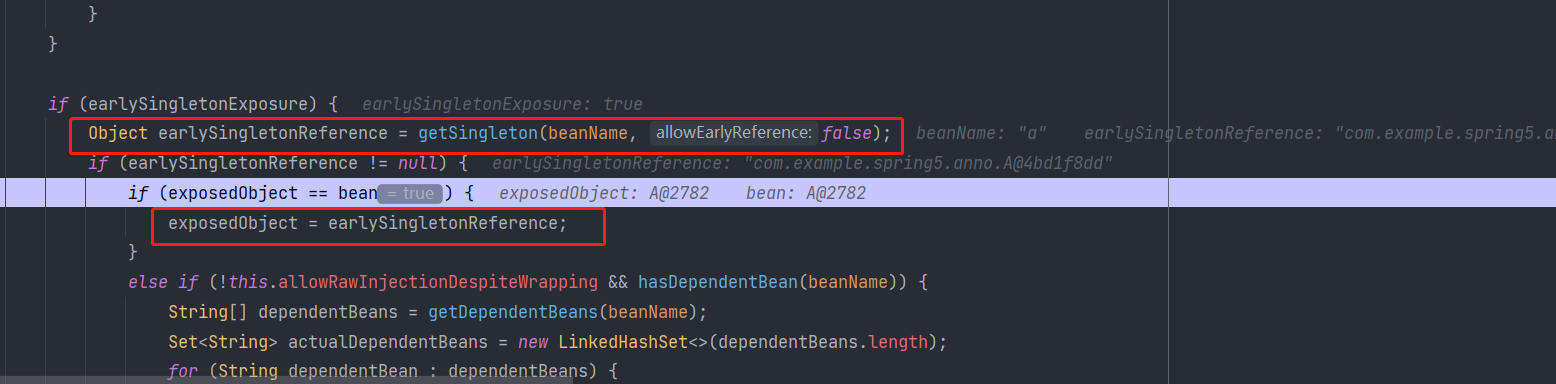 }
}
if (earlySingletonExposure) { earlySingletonExposure: true
Object earlySingletonReference = getSingleton(beanName, allowEarlyReference: false); beanName: "a" earlySingletonReference: "com.example.spring5.an
if (earlySingletonReference != null) { earlySingletonReference: "com.example.spring5.anno.A@4bd1f8dd"
if (exposedObject == bean = true ) { exposedObject: A@2782 bean: A@2782
exposedObject = earlySingletonReference;
}
else if (!this.allowRawInjectionDespiteWrapping && hasDependentBean(beanName)) {
String[] dependentBeans = getDependentBeans(beanName);
Set<String> actualDependentBeans = new LinkedHashSet<>(dependentBeans.length);
for (String dependentBean : dependentBeans) {